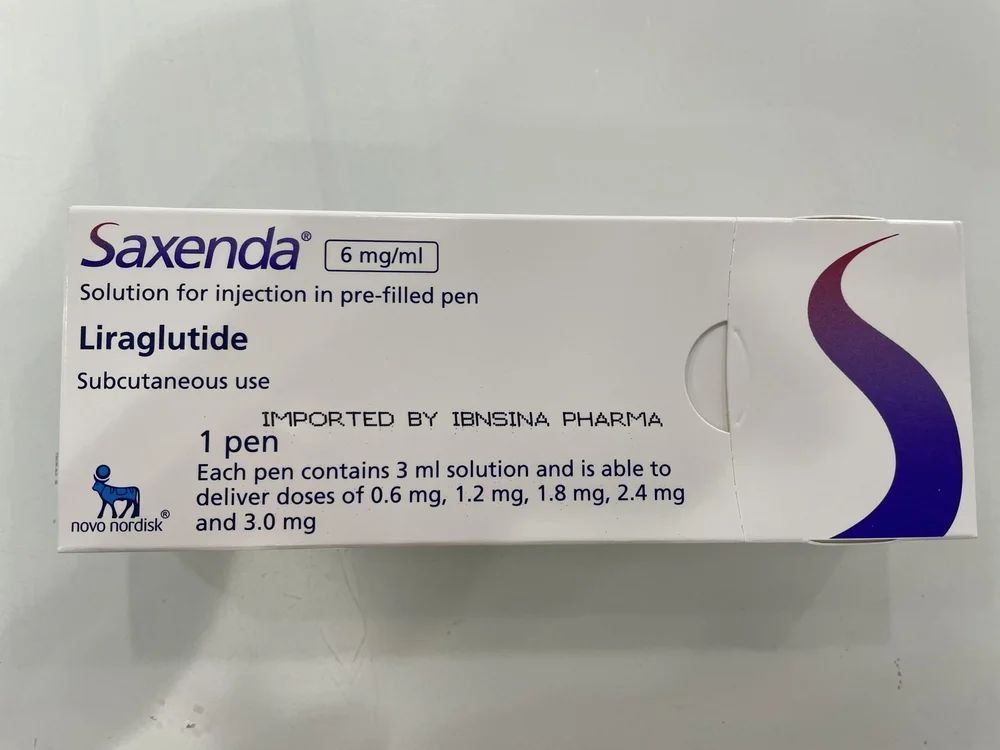 Saxenda® 6 mg/ml
Solution for injection in pre-filled pen
Liraglutide
Subcutaneous use
IMPORTED BY IBNSINA PHARMA
1 pen
Each pen contains 3 ml solution and is able to
deliver doses of 0.6 mg, 1.2 mg, 1.8 mg, 2.4 mg
and 3.0 mg
novo nordisk®